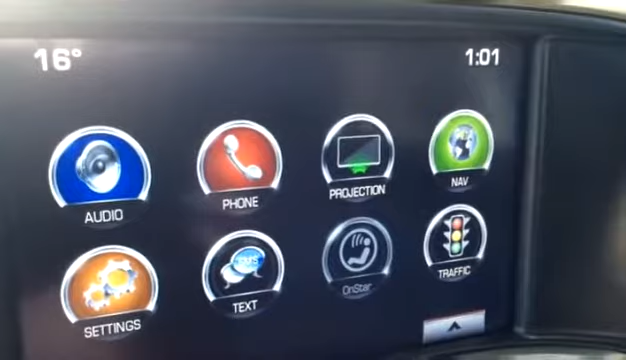 16°
1:01
AUDIO
PHONE
PROJECTION
NAV
SETTINGS
TEXT
OnStar
TRAFFIC